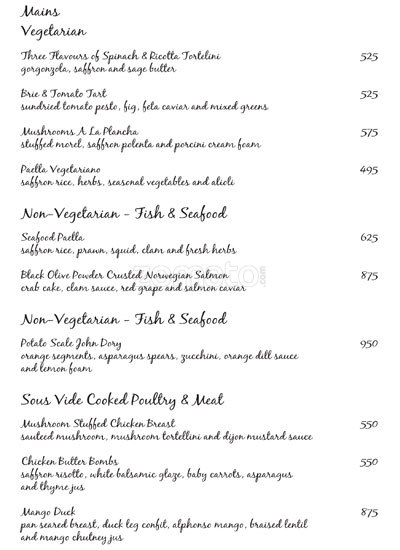 Mains
Vegetarian
Three Flavours of Spinach & Ricotta Tortelini 525
gorgonzola, saffron and sage butter
Brie & Tomato Tart 525
sundried tomato pesto, fig, feta caviar and mixed greens
Mushrooms A La Plancha 575
stuffed morel, saffron polenta and porcini cream foam
Paella Vegetariano 495
saffron rice, herbs, seasonal vegetables and alioli
Non-Vegetarian - Fish & Seafood
Seafood Paella 625
saffron rice, prawn, squid, clam and fresh herbs
Black Olive Powder Crusted Norwegian Salmon 875
crab cake, clam sauce, red grape and salmon caviar
Non-Vegetarian - Fish & Seafood
Potato Scale John Dory 950
orange segments, asparagus spears, zucchini, orange dill sauce
and lemon foam
Sous Vide Cooked Poultry & Meat
Mushroom Stuffed Chicken Breast 550
sauteed mushroom, mushroom tortellini and dijon mustard sauce
Chicken Butter Bombs 550
saffron risotto, white balsamic glaze, baby carrots, asparagus
and thyme jus
Mango Duck 875
pan seared breast, duck leg confit, alphonso mango, braised lentil
and mango chutney jus